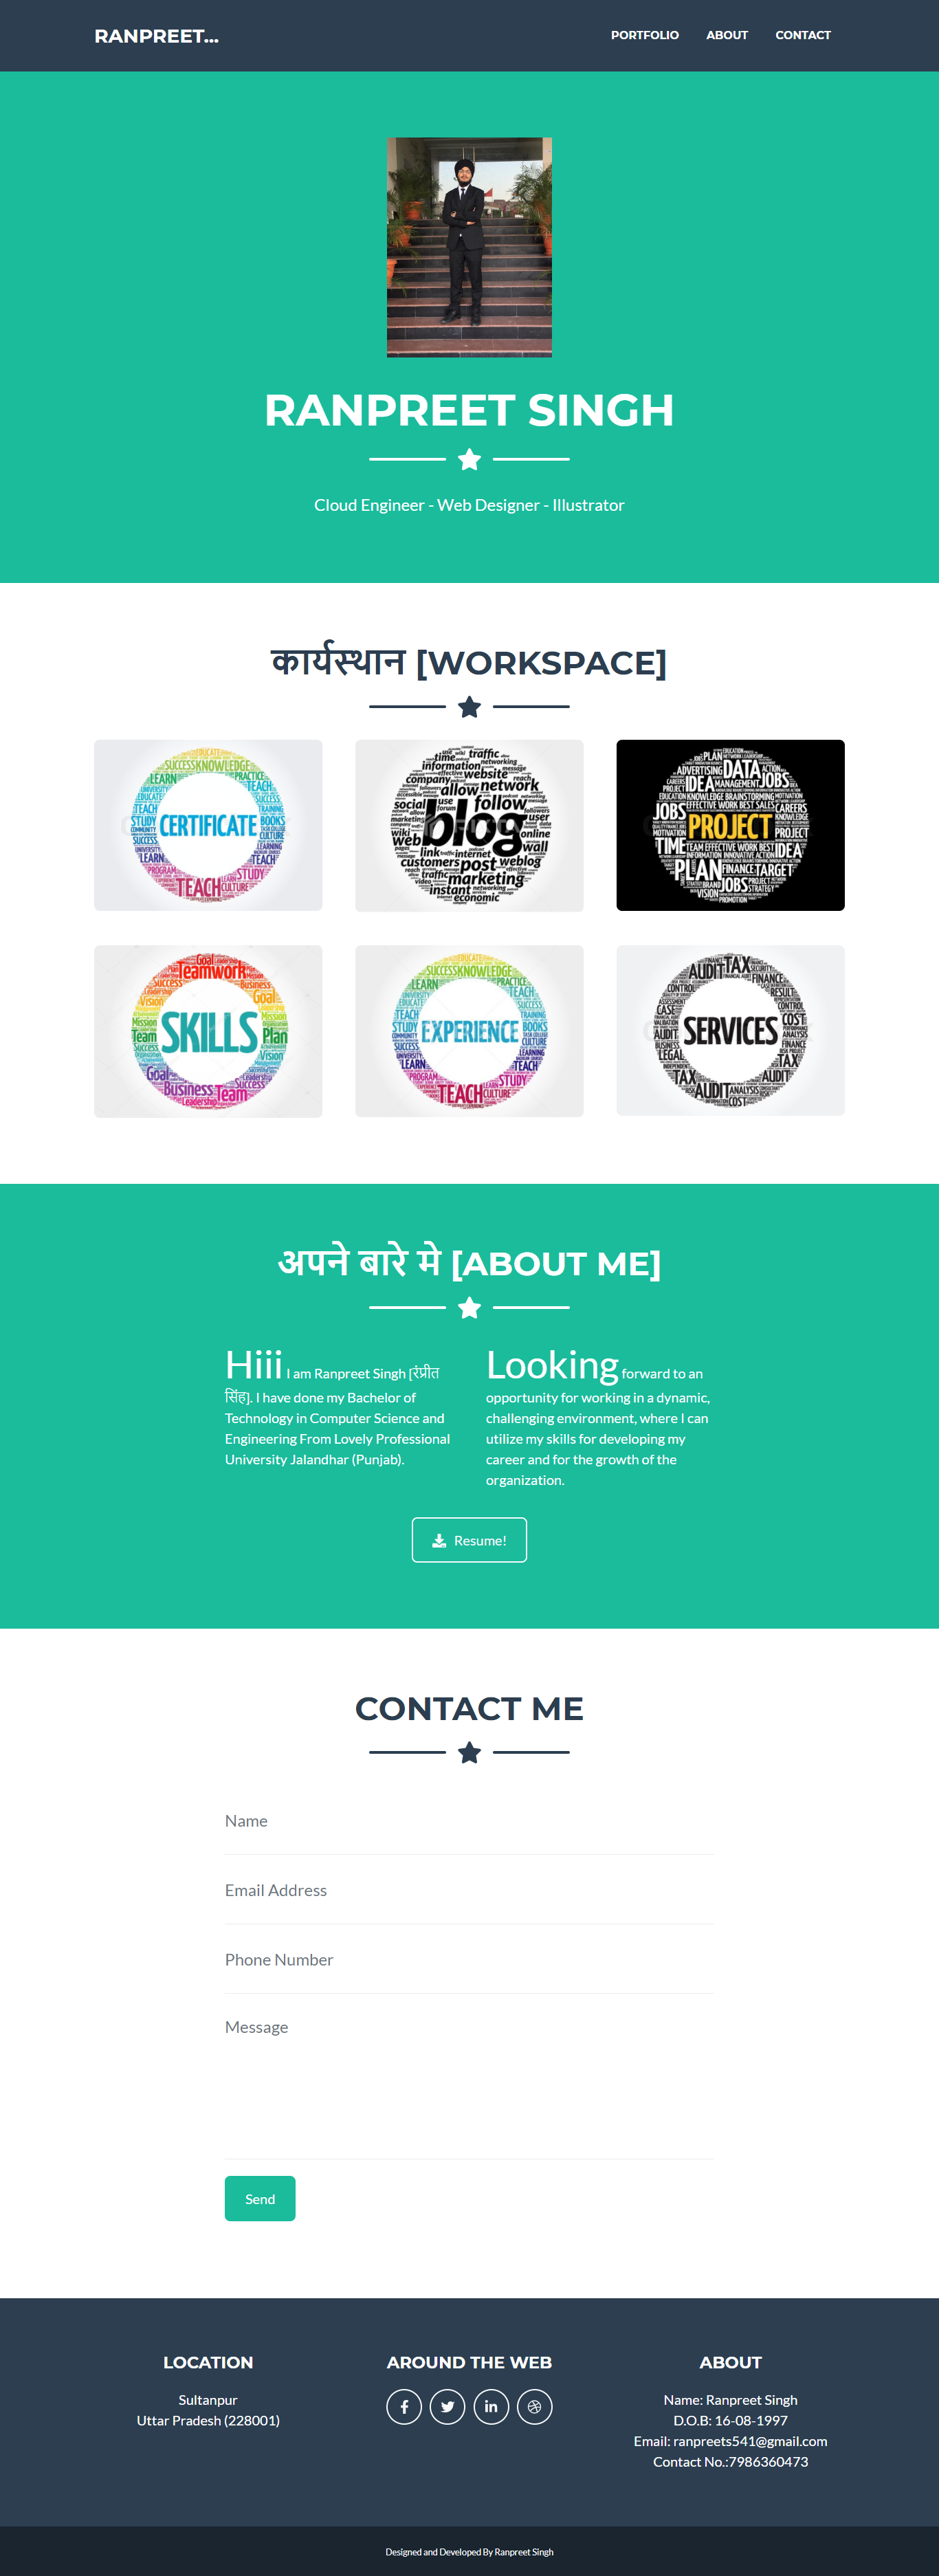 RANPREET...
PORTFOLIO ABOUT CONTACT
RANPREET SINGH
Cloud Engineer - Web Designer - Illustrator
कार्यस्थान [WORKSPACE]
CERTIFICATE
blog
PROJECT
SKILLS
EXPERIENCE
SERVICES
अपने बारे मे [ABOUT ME]
Hiii I am Ranpreet Singh [रंप्रीत
सिंह]. I have done my Bachelor of
Technology in Computer Science and
Engineering From Lovely Professional
University Jalandhar (Punjab).
Looking forward to an
opportunity for working in a dynamic,
challenging environment, where I can
utilize my skills for developing my
career and for the growth of the
organization.
Resume!
CONTACT ME
Name
Email Address
Phone Number
Message
Send
LOCATION
Sultanpur
Uttar Pradesh (228001)
AROUND THE WEB
ABOUT
Name: Ranpreet Singh
D.O.B: 16-08-1997
Email: ranpreets541@gmail.com
Contact No.:7986360473
Designed and Developed By Ranpreet Singh